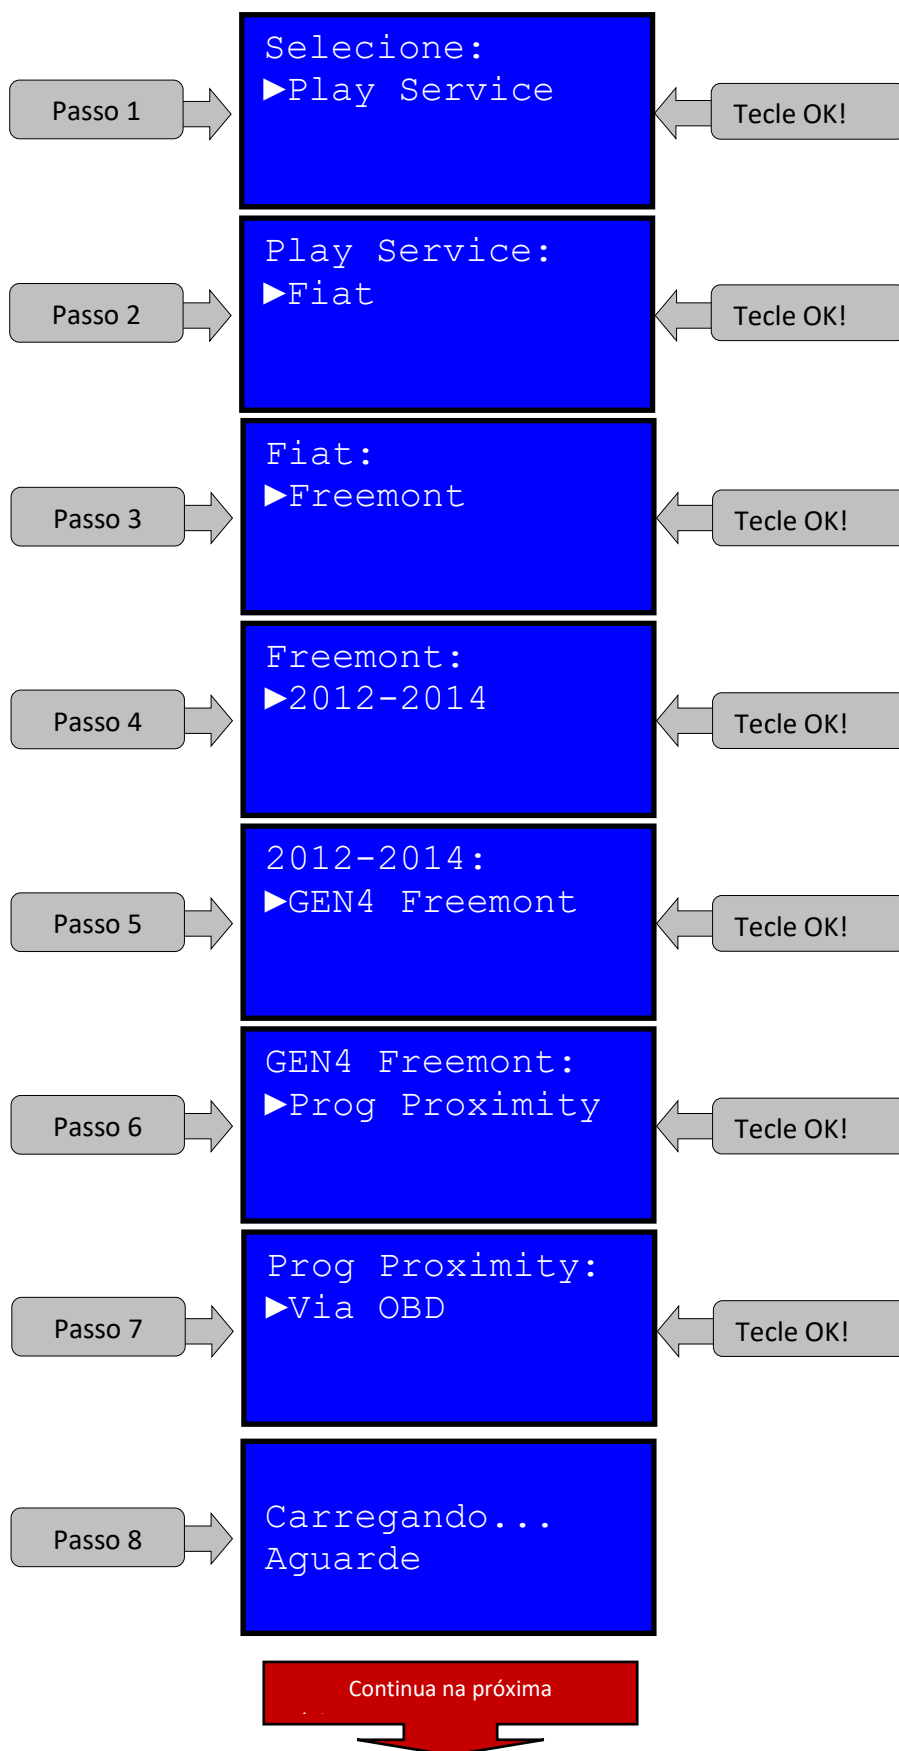 Selecione:
►Play Service
Passo 1
Tecle OK!
Play Service:
►Fiat
Passo 2
Tecle OK!
Fiat:
►Freemont
Passo 3
Tecle OK!
Freemont:
►2012-2014
Passo 4
Tecle OK!
2012-2014:
►GEN4 Freemont
Passo 5
Tecle OK!
GEN4 Freemont:
►Prog Proximity
Passo 6
Tecle OK!
Prog Proximity:
►Via OBD
Passo 7
Tecle OK!
Carregando...
Aguarde
Passo 8
Continua na próxima